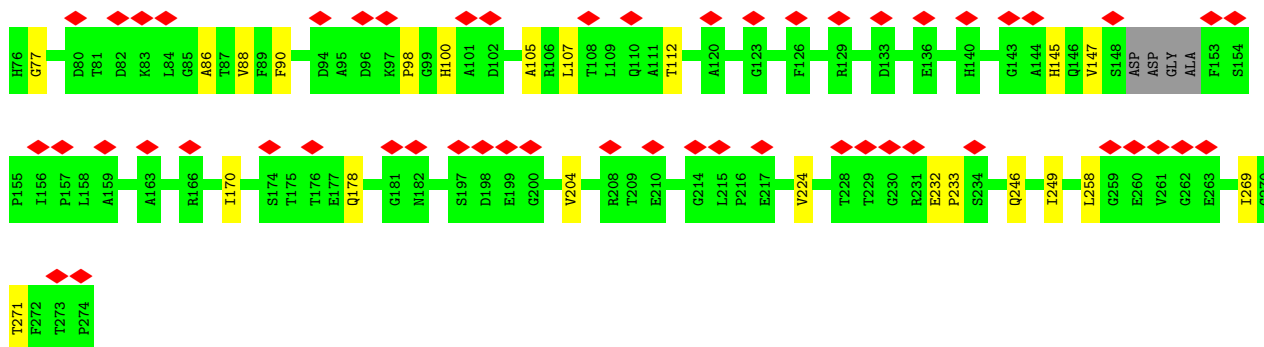 H76 G77 D80 T81 D82 K83 L84 G85 A86 T87 V88 F89 F90 D94 A95 D96 K97 P98 G99 H100 A101 D102 A105 R106 L107 T108 L109 Q110 A111 T112 A120 G123 F126 R129 D133 E136 H140 G143 A144 H145 Q146 V147 S148 ASP ASP GLY ALA F153 S154
P155 I156 P157 L158 A159 A163 R166 I170 S174 T175 T176 E177 Q178 G181 N182 S197 D198 E199 G200 V204 R208 T209 E210 G214 L215 P216 E217 V224 T228 T229 G230 R231 E232 P233 S234 Q246 I249 L258 G259 E260 V261 G262 E263 I269
T271 F272 T273 P274